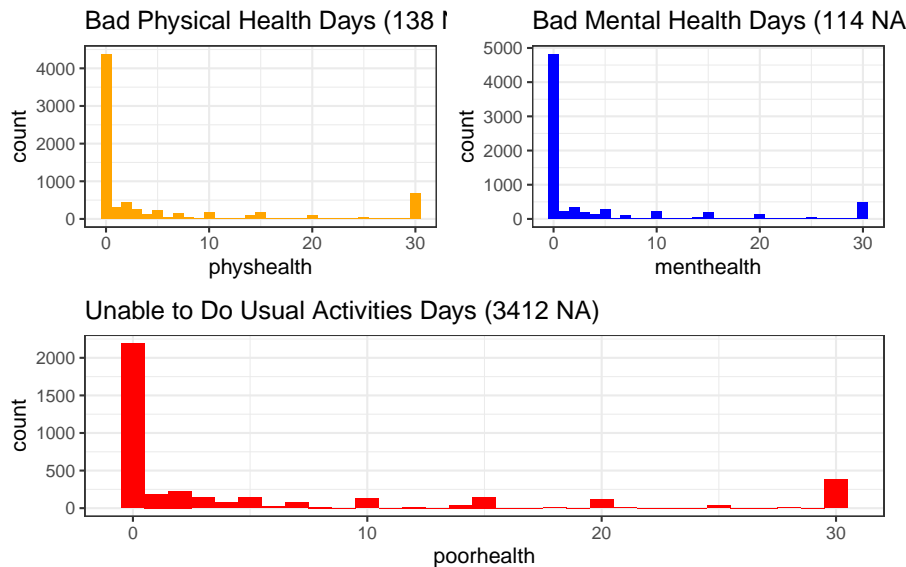 Bad Physical Health Days (138 N
4000
3000
2000
1000
0
count
0 10 20 30
physhealth
Bad Mental Health Days (114 NA
5000
4000
3000
2000
1000
0
count
0 10 20 30
menthealth
Unable to Do Usual Activities Days (3412 NA)
2000
1500
1000
500
0
count
0 10 20 30
poorhealth